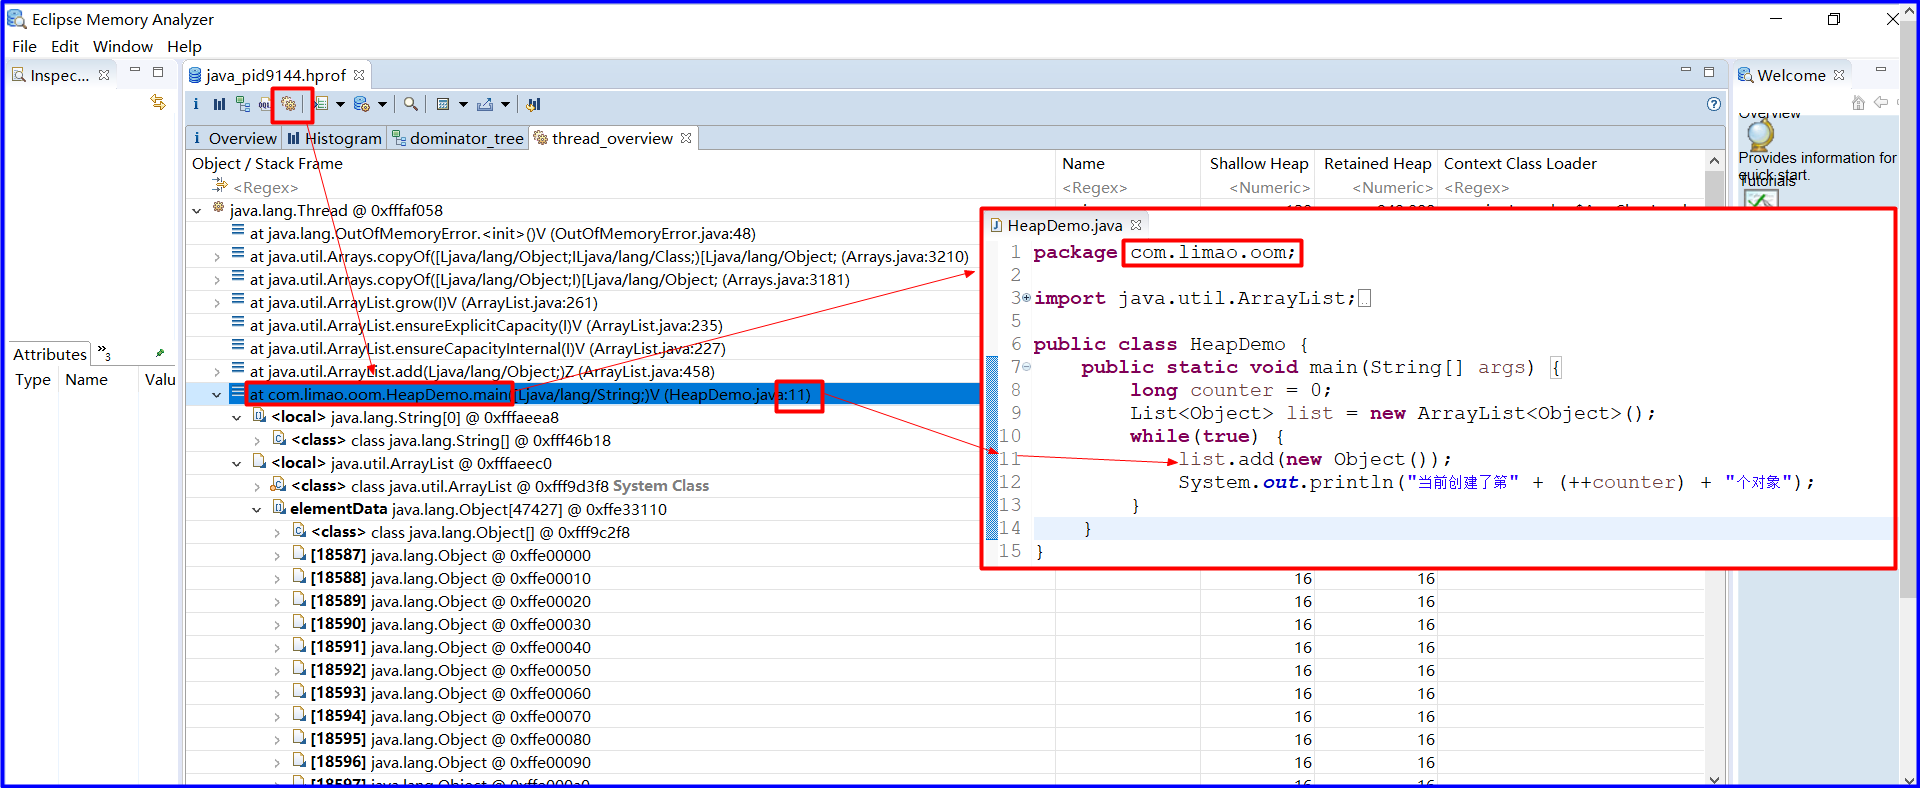 Eclipse Memory Analyzer
File Edit Window Help
Inspec...
java_pid9144.hprof
Welcome
Overview Histogram dominator_tree thread_overview
Overview
Provides information for
quick start.
Tutorials
Object / Stack Frame Name Shallow Heap Retained Heap Context Class Loader
<Regex> <Regex> <Numeric> <Numeric> <Regex>
java.lang.Thread @ 0xfffaf058
at java.lang.OutOfMemoryError.<init>()V (OutOfMemoryError.java:48)
at java.util.Arrays.copyOf([Ljava/lang/Object;ILjava/lang/Class;)[Ljava/lang/Object; (Arrays.java:3210)
at java.util.Arrays.copyOf([Ljava/lang/Object;I)[Ljava/lang/Object; (Arrays.java:3181)
at java.util.ArrayList.grow(I)V (ArrayList.java:261)
at java.util.ArrayList.ensureExplicitCapacity(I)V (ArrayList.java:235)
at java.util.ArrayList.ensureCapacityInternal(I)V (ArrayList.java:227)
at java.util.ArrayList.add(Ljava/lang/Object;)Z (ArrayList.java:458)
at com.limao.oom.HeapDemo.main([Ljava/lang/String;)V (HeapDemo.java:11)
<local> java.lang.String[0] @ 0xfffaeea8
<class> class java.lang.String[] @ 0xfff46b18
<local> java.util.ArrayList @ 0xfffaeec0
<class> class java.util.ArrayList @ 0xfff9d3f8 System Class
elementData java.lang.Object[47427] @ 0xffe33110
<class> class java.lang.Object[] @ 0xfff9c2f8
[18587] java.lang.Object @ 0xffe00000
[18588] java.lang.Object @ 0xffe00010 16 16
[18589] java.lang.Object @ 0xffe00020 16 16
[18590] java.lang.Object @ 0xffe00030 16 16
[18591] java.lang.Object @ 0xffe00040 16 16
[18592] java.lang.Object @ 0xffe00050 16 16
[18593] java.lang.Object @ 0xffe00060 16 16
[18594] java.lang.Object @ 0xffe00070 16 16
[18595] java.lang.Object @ 0xffe00080 16 16
[18596] java.lang.Object @ 0xffe00090 16 16
Attributes 3
Type Name Valu
HeapDemo.java
1 package com.limao.oom;
2
3 import java.util.ArrayList;
5
6 public class HeapDemo {
7 public static void main(String[] args) {
8 long counter = 0;
9 List<Object> list = new ArrayList<Object>();
10 while(true) {
11 list.add(new Object());
12 System.out.println("当前创建了第" + (++counter) + "个对象");
13 }
14 }
15 }